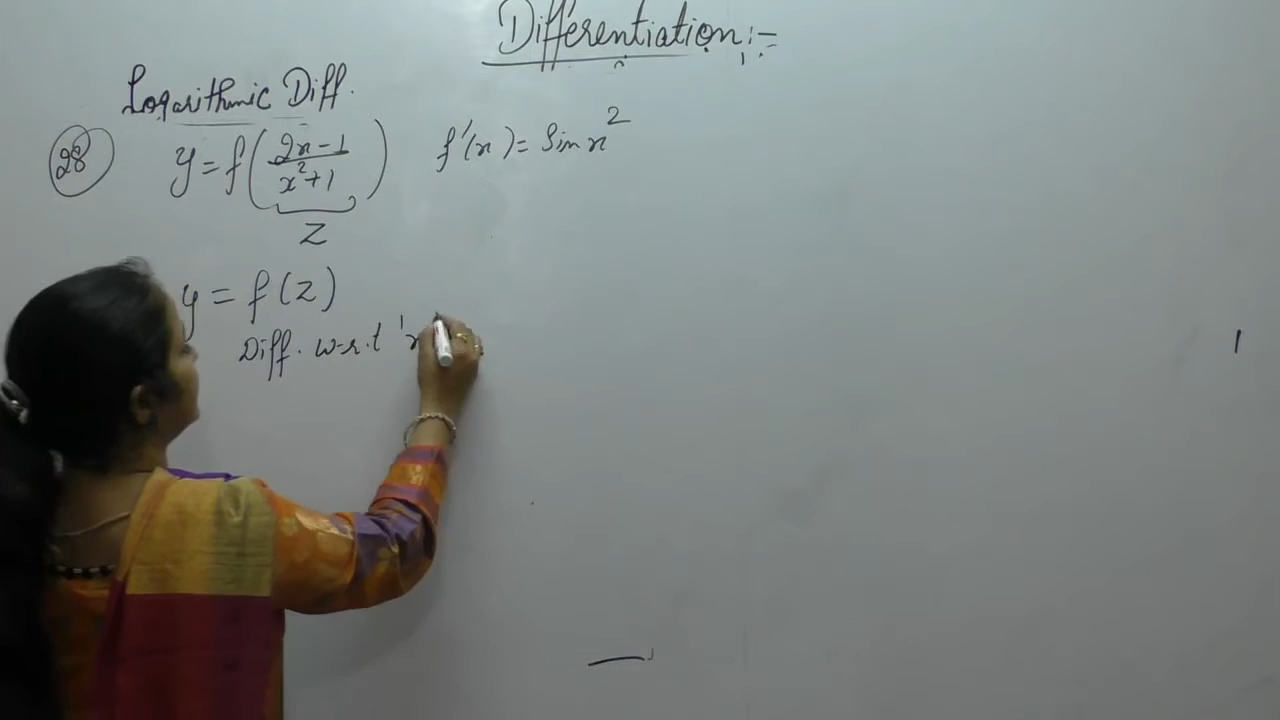 Differentiation :-
Logarithmic Diff.
28 y = f((2x-1)/(x²+1)) f'(x) = Sin x²
z
y = f(z)
Diff. w.r.t 'x